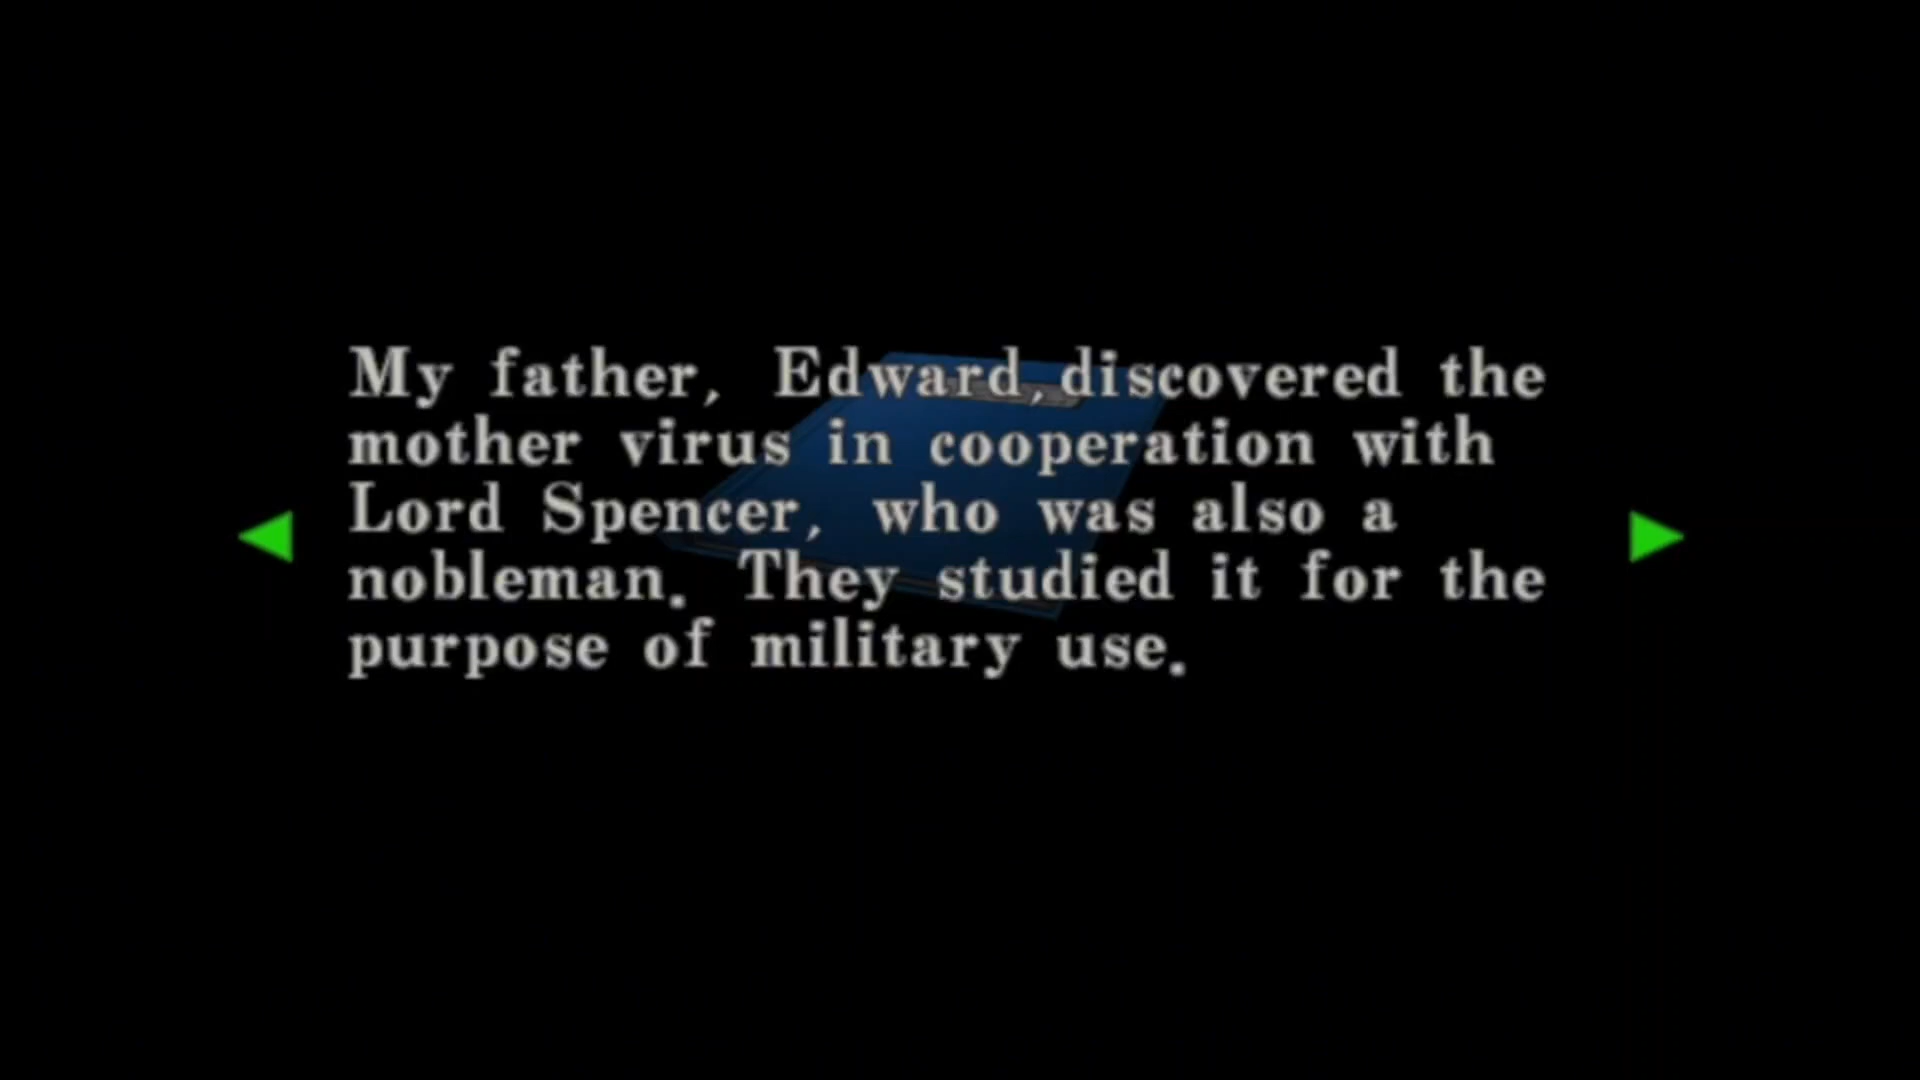 My father, Edward,discovered the
mother virus in cooperation with
Lord Spencer, who was also a
nobleman. They studied it for the
purpose of military use.